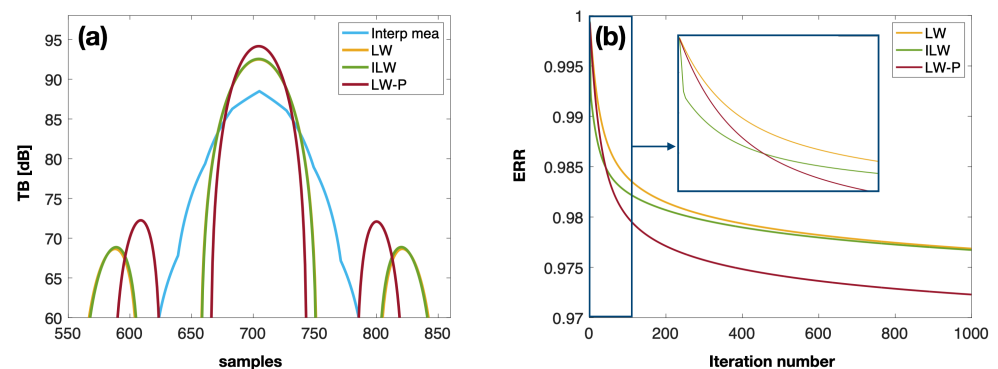 (a)
Interp mea
LW
ILW
LW-P
95
90
85
80
75
70
65
60
TB [dB]
550 600 650 700 750 800 850
samples
(b)
LW
ILW
LW-P
1
0.995
0.99
0.985
0.98
0.975
0.97
ERR
0 200 400 600 800 1000
Iteration number